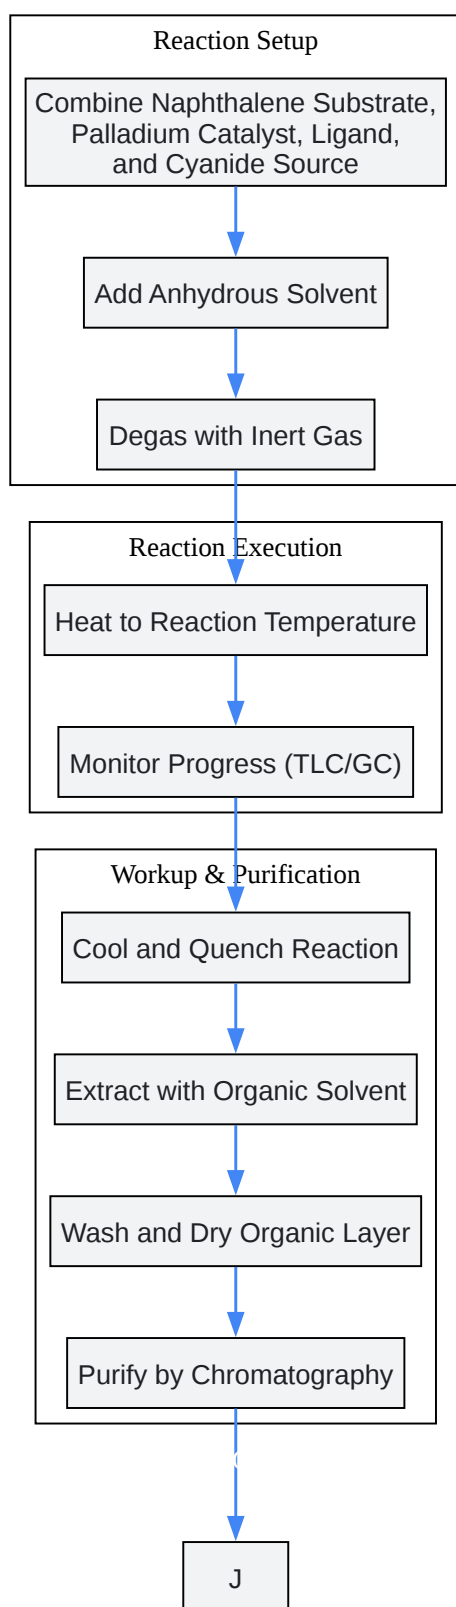 Reaction Setup
Combine Naphthalene Substrate,
Palladium Catalyst, Ligand,
and Cyanide Source
Add Anhydrous Solvent
Degas with Inert Gas
Reaction Execution
Heat to Reaction Temperature
Monitor Progress (TLC/GC)
Workup & Purification
Cool and Quench Reaction
Extract with Organic Solvent
Wash and Dry Organic Layer
Purify by Chromatography
J